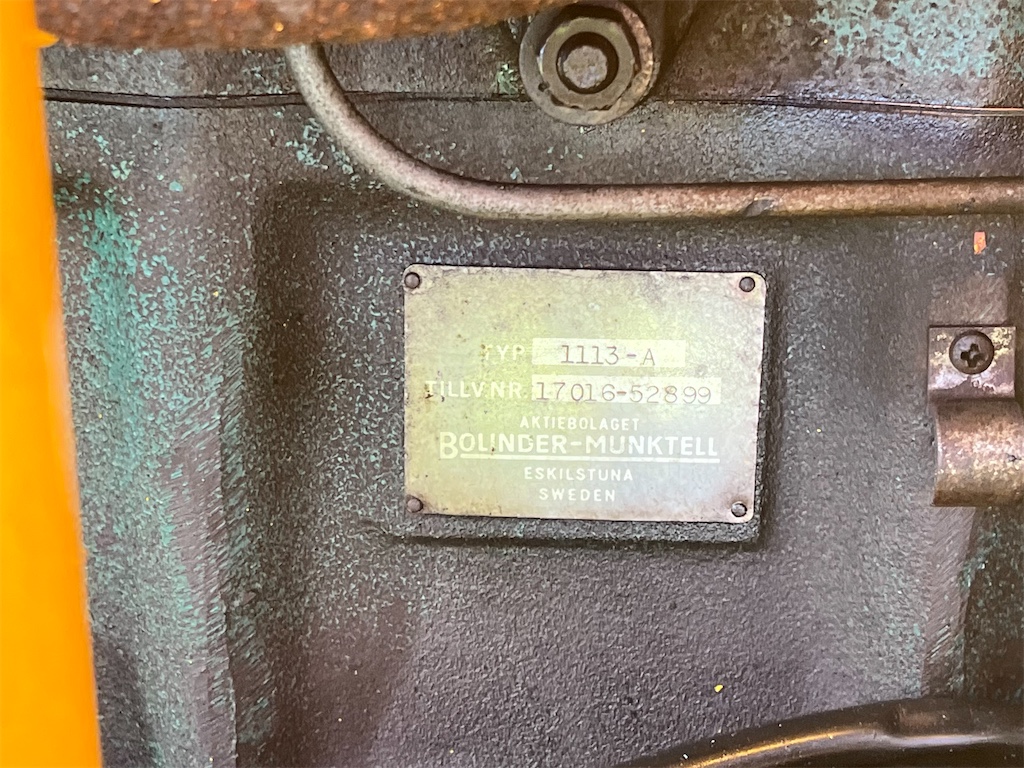 TYP 1113-A
TILLV.NR. 17016-52899
AKTIEBOLAGET
BOLINDER-MUNKTELL
ESKILSTUNA
SWEDEN